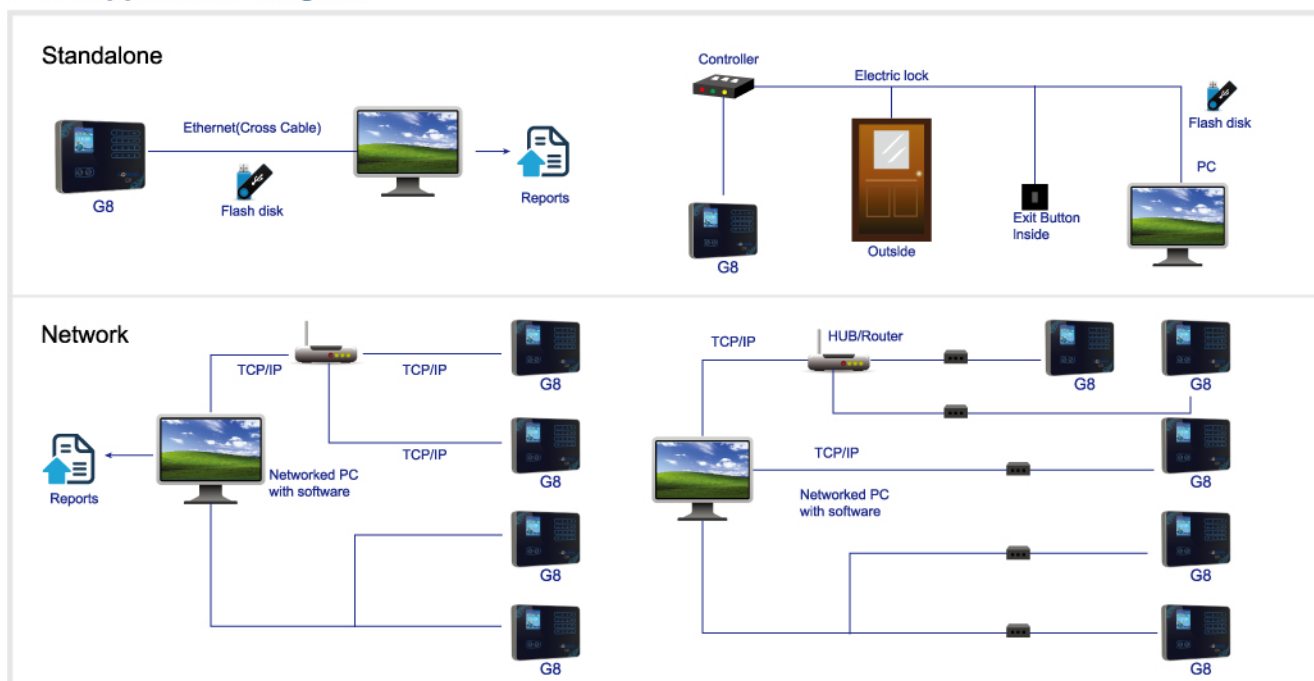 Standalone
Ethernet(Cross Cable)
Flash disk
G8
Reports
Controller
Electric lock
Flash disk
PC
Exit Button
Inside
Outside
G8
Network
TCP/IP
TCP/IP
TCP/IP
G8
G8
G8
G8
Networked PC
with software
Reports
TCP/IP
HUB/Router
G8
G8
TCP/IP
G8
Networked PC
with software
G8
G8